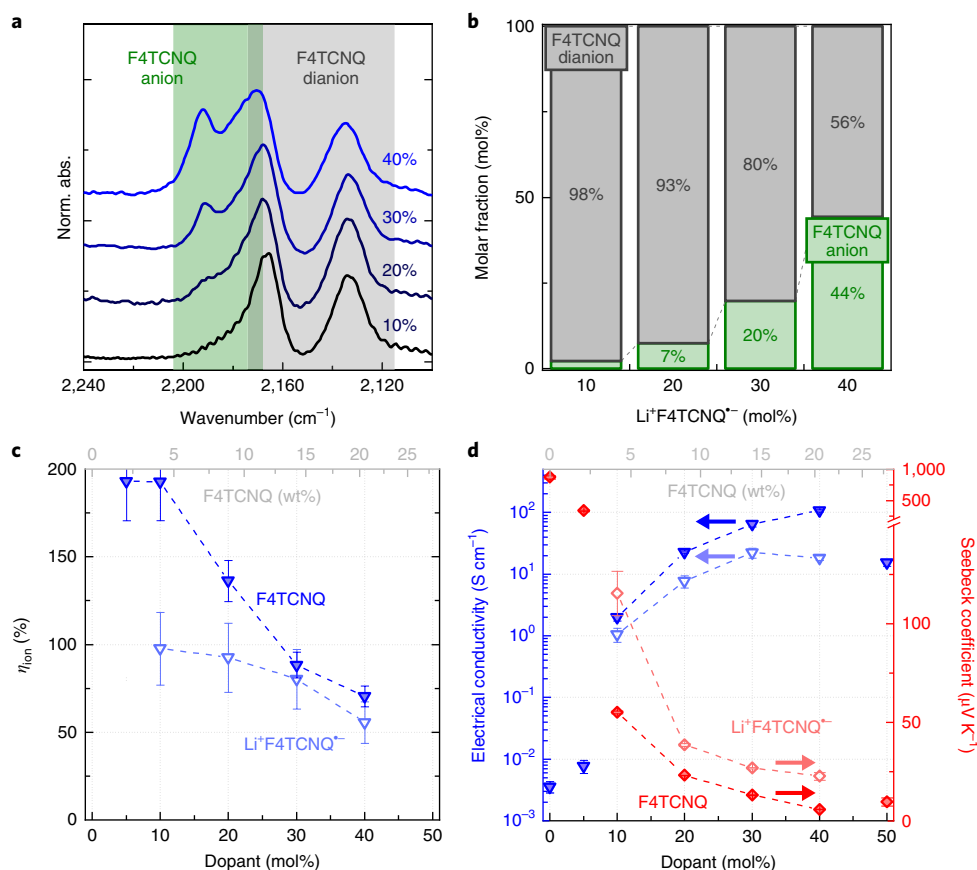 a
F4TCNQ
anion
F4TCNQ
dianion
40%
30%
20%
10%
Norm. abs.
2,240
2,200
2,160
2,120
Wavenumber (cm⁻¹)
b
100
50
0
Molar fraction (mol%)
F4TCNQ
dianion
98%
93%
80%
56%
F4TCNQ
anion
7%
20%
44%
10
20
30
40
Li⁺F4TCNQ•⁻ (mol%)
c
0
5
10
15
20
25
F4TCNQ (wt%)
200
150
100
50
0
ηion (%)
F4TCNQ
Li⁺F4TCNQ•⁻
0
10
20
30
40
50
Dopant (mol%)
d
0
5
10
15
20
25
F4TCNQ (wt%)
10²
10¹
10⁰
10⁻¹
10⁻²
10⁻³
Electrical conductivity (S cm⁻¹)
1,000
500
100
50
0
Seebeck coefficient (μV K⁻¹)
Li⁺F4TCNQ•⁻
F4TCNQ
0
10
20
30
40
50
Dopant (mol%)